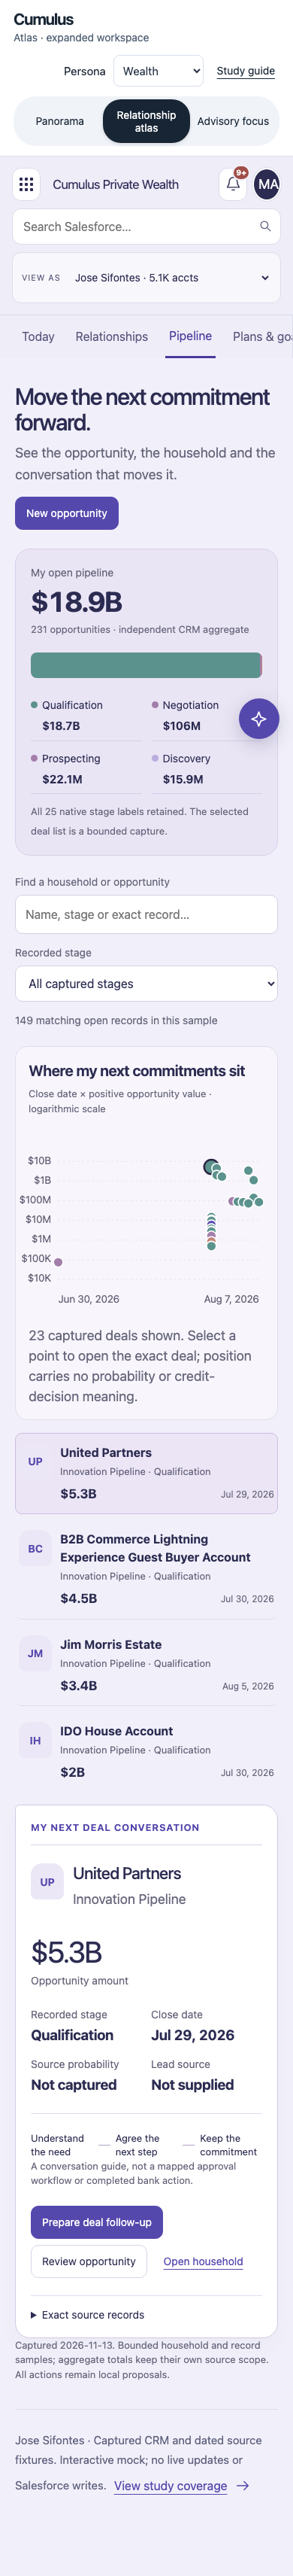 Cumulus
Atlas · expanded workspace
Persona
Wealth
Study guide
Panorama
Relationship
atlas
Advisory focus
Cumulus Private Wealth
9+
MA
Search Salesforce...
VIEW AS
Jose Sifontes · 5.1K accts
Today
Relationships
Pipeline
Plans & goa
Move the next commitment
forward.
See the opportunity, the household and the
conversation that moves it.
New opportunity
My open pipeline
$18.9B
231 opportunities · independent CRM aggregate
Qualification
$18.7B
Negotiation
$106M
Prospecting
$22.1M
Discovery
$15.9M
All 25 native stage labels retained. The selected
deal list is a bounded capture.
Find a household or opportunity
Name, stage or exact record...
Recorded stage
All captured stages
149 matching open records in this sample
Where my next commitments sit
Close date × positive opportunity value ·
logarithmic scale
$10B
$1B
$100M
$10M
$1M
$100K
$10K
Jun 30, 2026
Aug 7, 2026
23 captured deals shown. Select a
point to open the exact deal; position
carries no probability or credit-
decision meaning.
UP
United Partners
Innovation Pipeline · Qualification
$5.3B
Jul 29, 2026
BC
B2B Commerce Lightning
Experience Guest Buyer Account
Innovation Pipeline · Qualification
$4.5B
Jul 30, 2026
JM
Jim Morris Estate
Innovation Pipeline · Qualification
$3.4B
Aug 5, 2026
IH
IDO House Account
Innovation Pipeline · Qualification
$2B
Jul 30, 2026
MY NEXT DEAL CONVERSATION
UP
United Partners
Innovation Pipeline
$5.3B
Opportunity amount
Recorded stage
Qualification
Close date
Jul 29, 2026
Source probability
Not captured
Lead source
Not supplied
Understand
the need
Agree the
next step
Keep the
commitment
A conversation guide, not a mapped approval
workflow or completed bank action.
Prepare deal follow-up
Review opportunity
Open household
Exact source records
Captured 2026-11-13. Bounded household and record
samples; aggregate totals keep their own source scope.
All actions remain local proposals.
Jose Sifontes · Captured CRM and dated source
fixtures. Interactive mock; no live updates or
Salesforce writes. View study coverage →